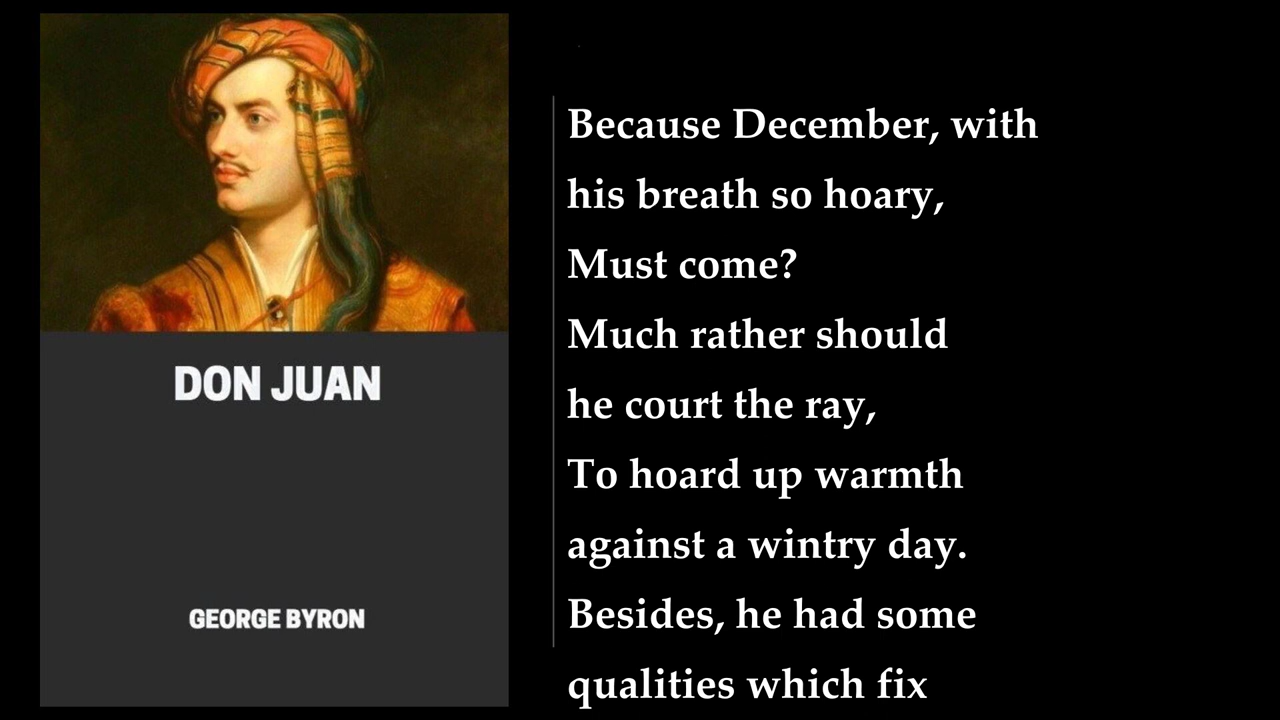 DON JUAN
GEORGE BYRON
Because December, with
his breath so hoary,
Must come?
Much rather should
he court the ray,
To hoard up warmth
against a wintry day.
Besides, he had some
qualities which fix